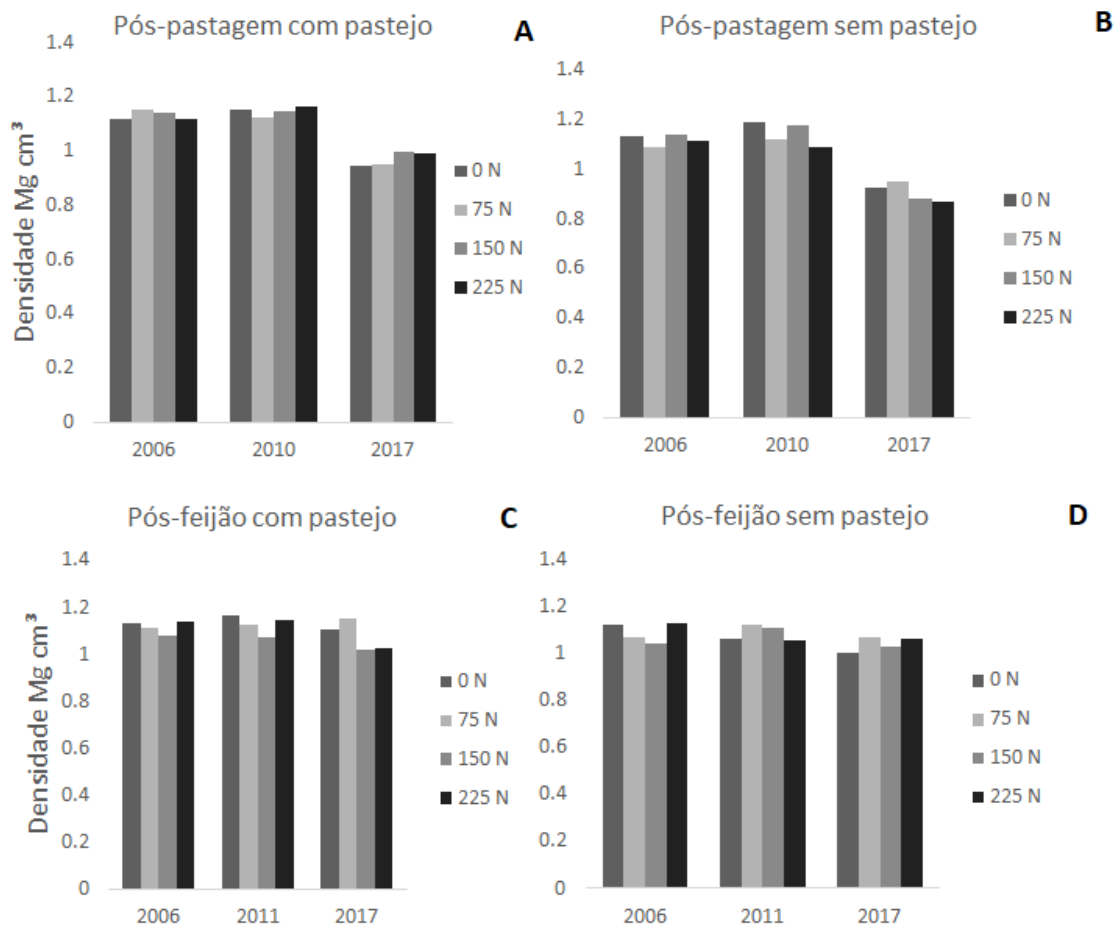 Pós-pastagem com pastejo
A
Densidade Mg cm³
1.4
1.2
1
0.8
0.6
0.4
0.2
0
2006
2010
2017
0 N
75 N
150 N
225 N
Pós-pastagem sem pastejo
B
1.4
1.2
1
0.8
0.6
0.4
0.2
0
2006
2010
2017
0 N
75 N
150 N
225 N
Pós-feijão com pastejo
C
Densidade Mg cm³
1.4
1.2
1
0.8
0.6
0.4
0.2
0
2006
2011
2017
0 N
75 N
150 N
225 N
Pós-feijão sem pastejo
D
1.4
1.2
1
0.8
0.6
0.4
0.2
0
2006
2011
2017
0 N
75 N
150 N
225 N